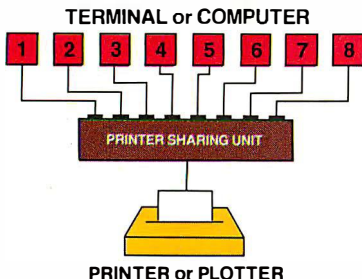 TERMINAL or COMPUTER
1 2 3 4 5 6 7 8
PRINTER SHARING UNIT
PRINTER or PLOTTER